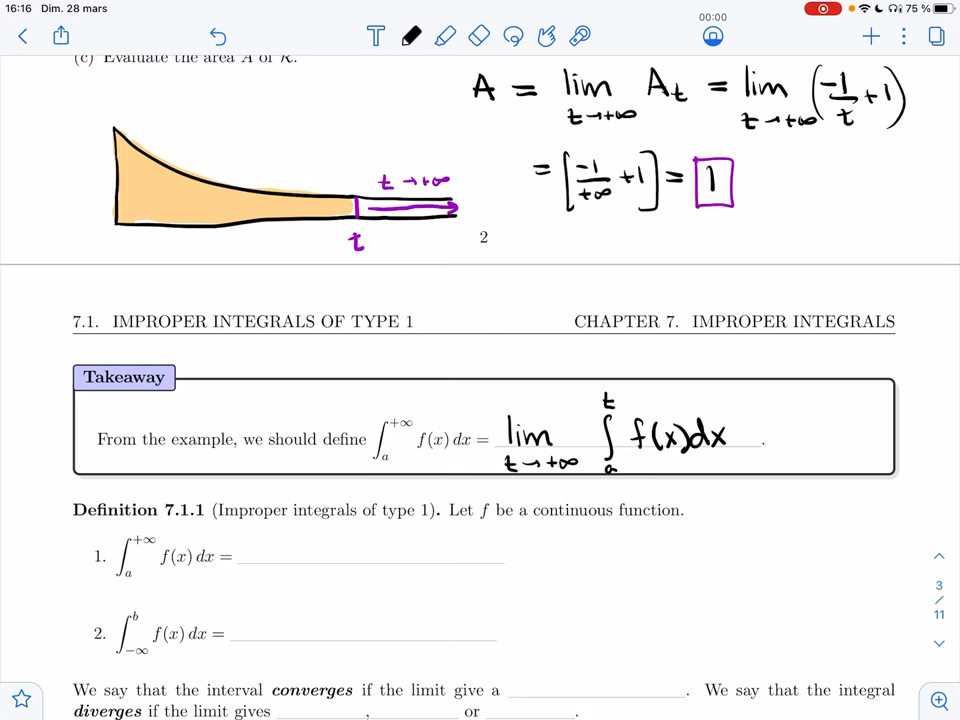 16:16 Dim. 28 mars
00:00
75 %
(c) Evaluate the area A of R.
A = lim t→+∞ A_t = lim t→+∞ (-1/t + 1)
= [-1/+∞ + 1] = 1
t→+∞
t
2
7.1. IMPROPER INTEGRALS OF TYPE 1 CHAPTER 7. IMPROPER INTEGRALS
Takeaway
From the example, we should define ∫_a^{+∞} f(x) dx = lim t→+∞ ∫_a^t f(x)dx .
Definition 7.1.1 (Improper integrals of type 1). Let f be a continuous function.
1. ∫_a^{+∞} f(x) dx =
2. ∫_{-∞}^b f(x) dx =
3
/
11
We say that the interval converges if the limit give a . We say that the integral
diverges if the limit gives , or .